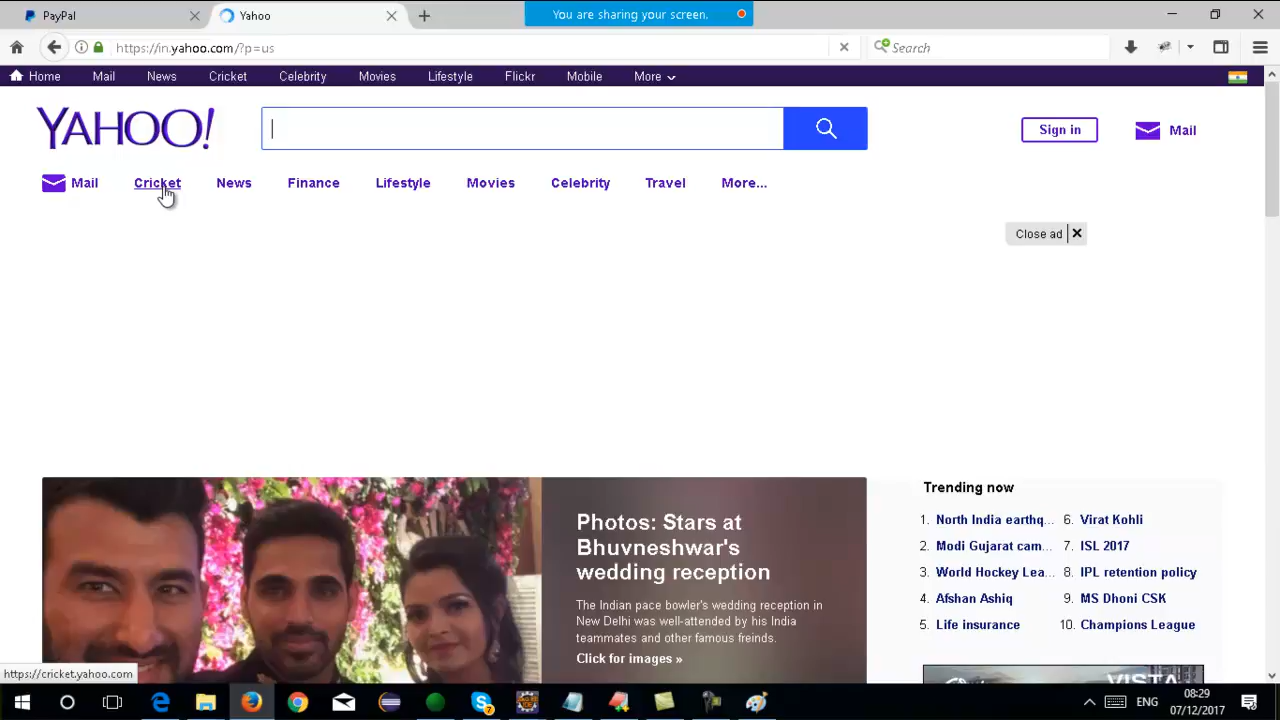 PayPal
Yahoo
You are sharing your screen.
https://in.yahoo.com/?p=us
Search
Home Mail News Cricket Celebrity Movies Lifestyle Flickr Mobile More
YAHOO!
Sign in
Mail
Mail Cricket News Finance Lifestyle Movies Celebrity Travel More...
Close ad
Photos: Stars at
Bhuvneshwar's
wedding reception
The Indian pace bowler's wedding reception in
New Delhi was well-attended by his India
teammates and other famous freinds.
Click for images »
Trending now
1. North India earthq...
2. Modi Gujarat cam...
3. World Hockey Lea...
4. Afshan Ashiq
5. Life insurance
6. Virat Kohli
7. ISL 2017
8. IPL retention policy
9. MS Dhoni CSK
10. Champions League
VISTA
https://cricket.yahoo.com
ENG
08:29
07/12/2017